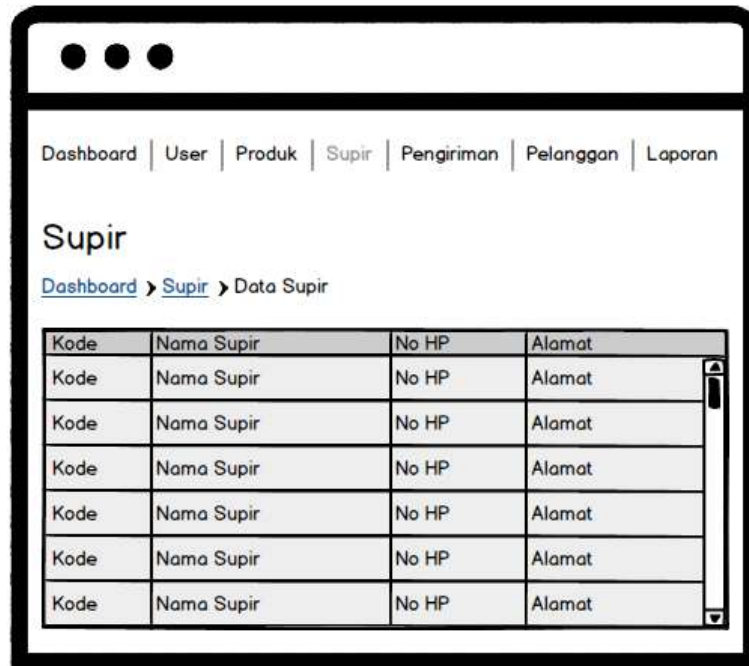 Dashboard | User | Produk | Supir | Pengiriman | Pelanggan | Laporan
Supir
Dashboard > Supir > Data Supir
Kode Nama Supir No HP Alamat
Kode Nama Supir No HP Alamat
Kode Nama Supir No HP Alamat
Kode Nama Supir No HP Alamat
Kode Nama Supir No HP Alamat
Kode Nama Supir No HP Alamat
Kode Nama Supir No HP Alamat